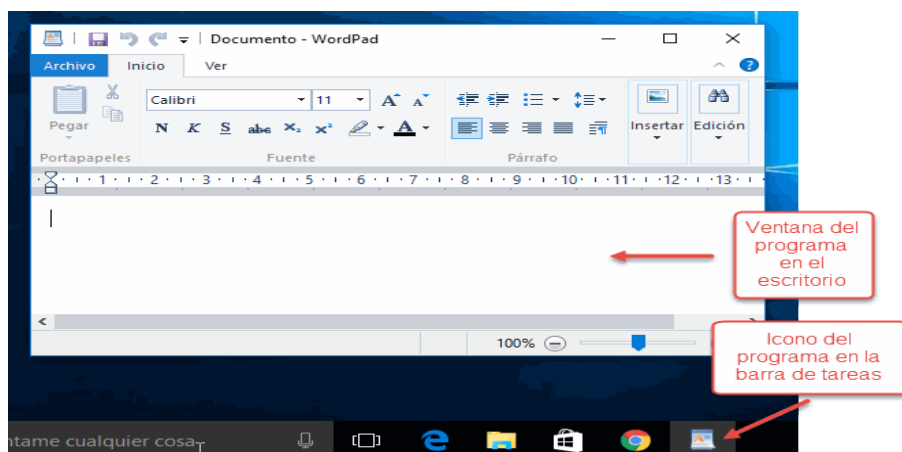 Documento - WordPad
Archivo Inicio Ver
Calibri 11 A A
Pegar N K S abc X₂ X² A Insertar Edición
Portapapeles Fuente Párrafo
1 2 3 4 5 6 7 8 9 10 11 12 13
Ventana del
programa
en el
escritorio
100%
Icono del
programa en la
barra de tareas
ntame cualquier cosa